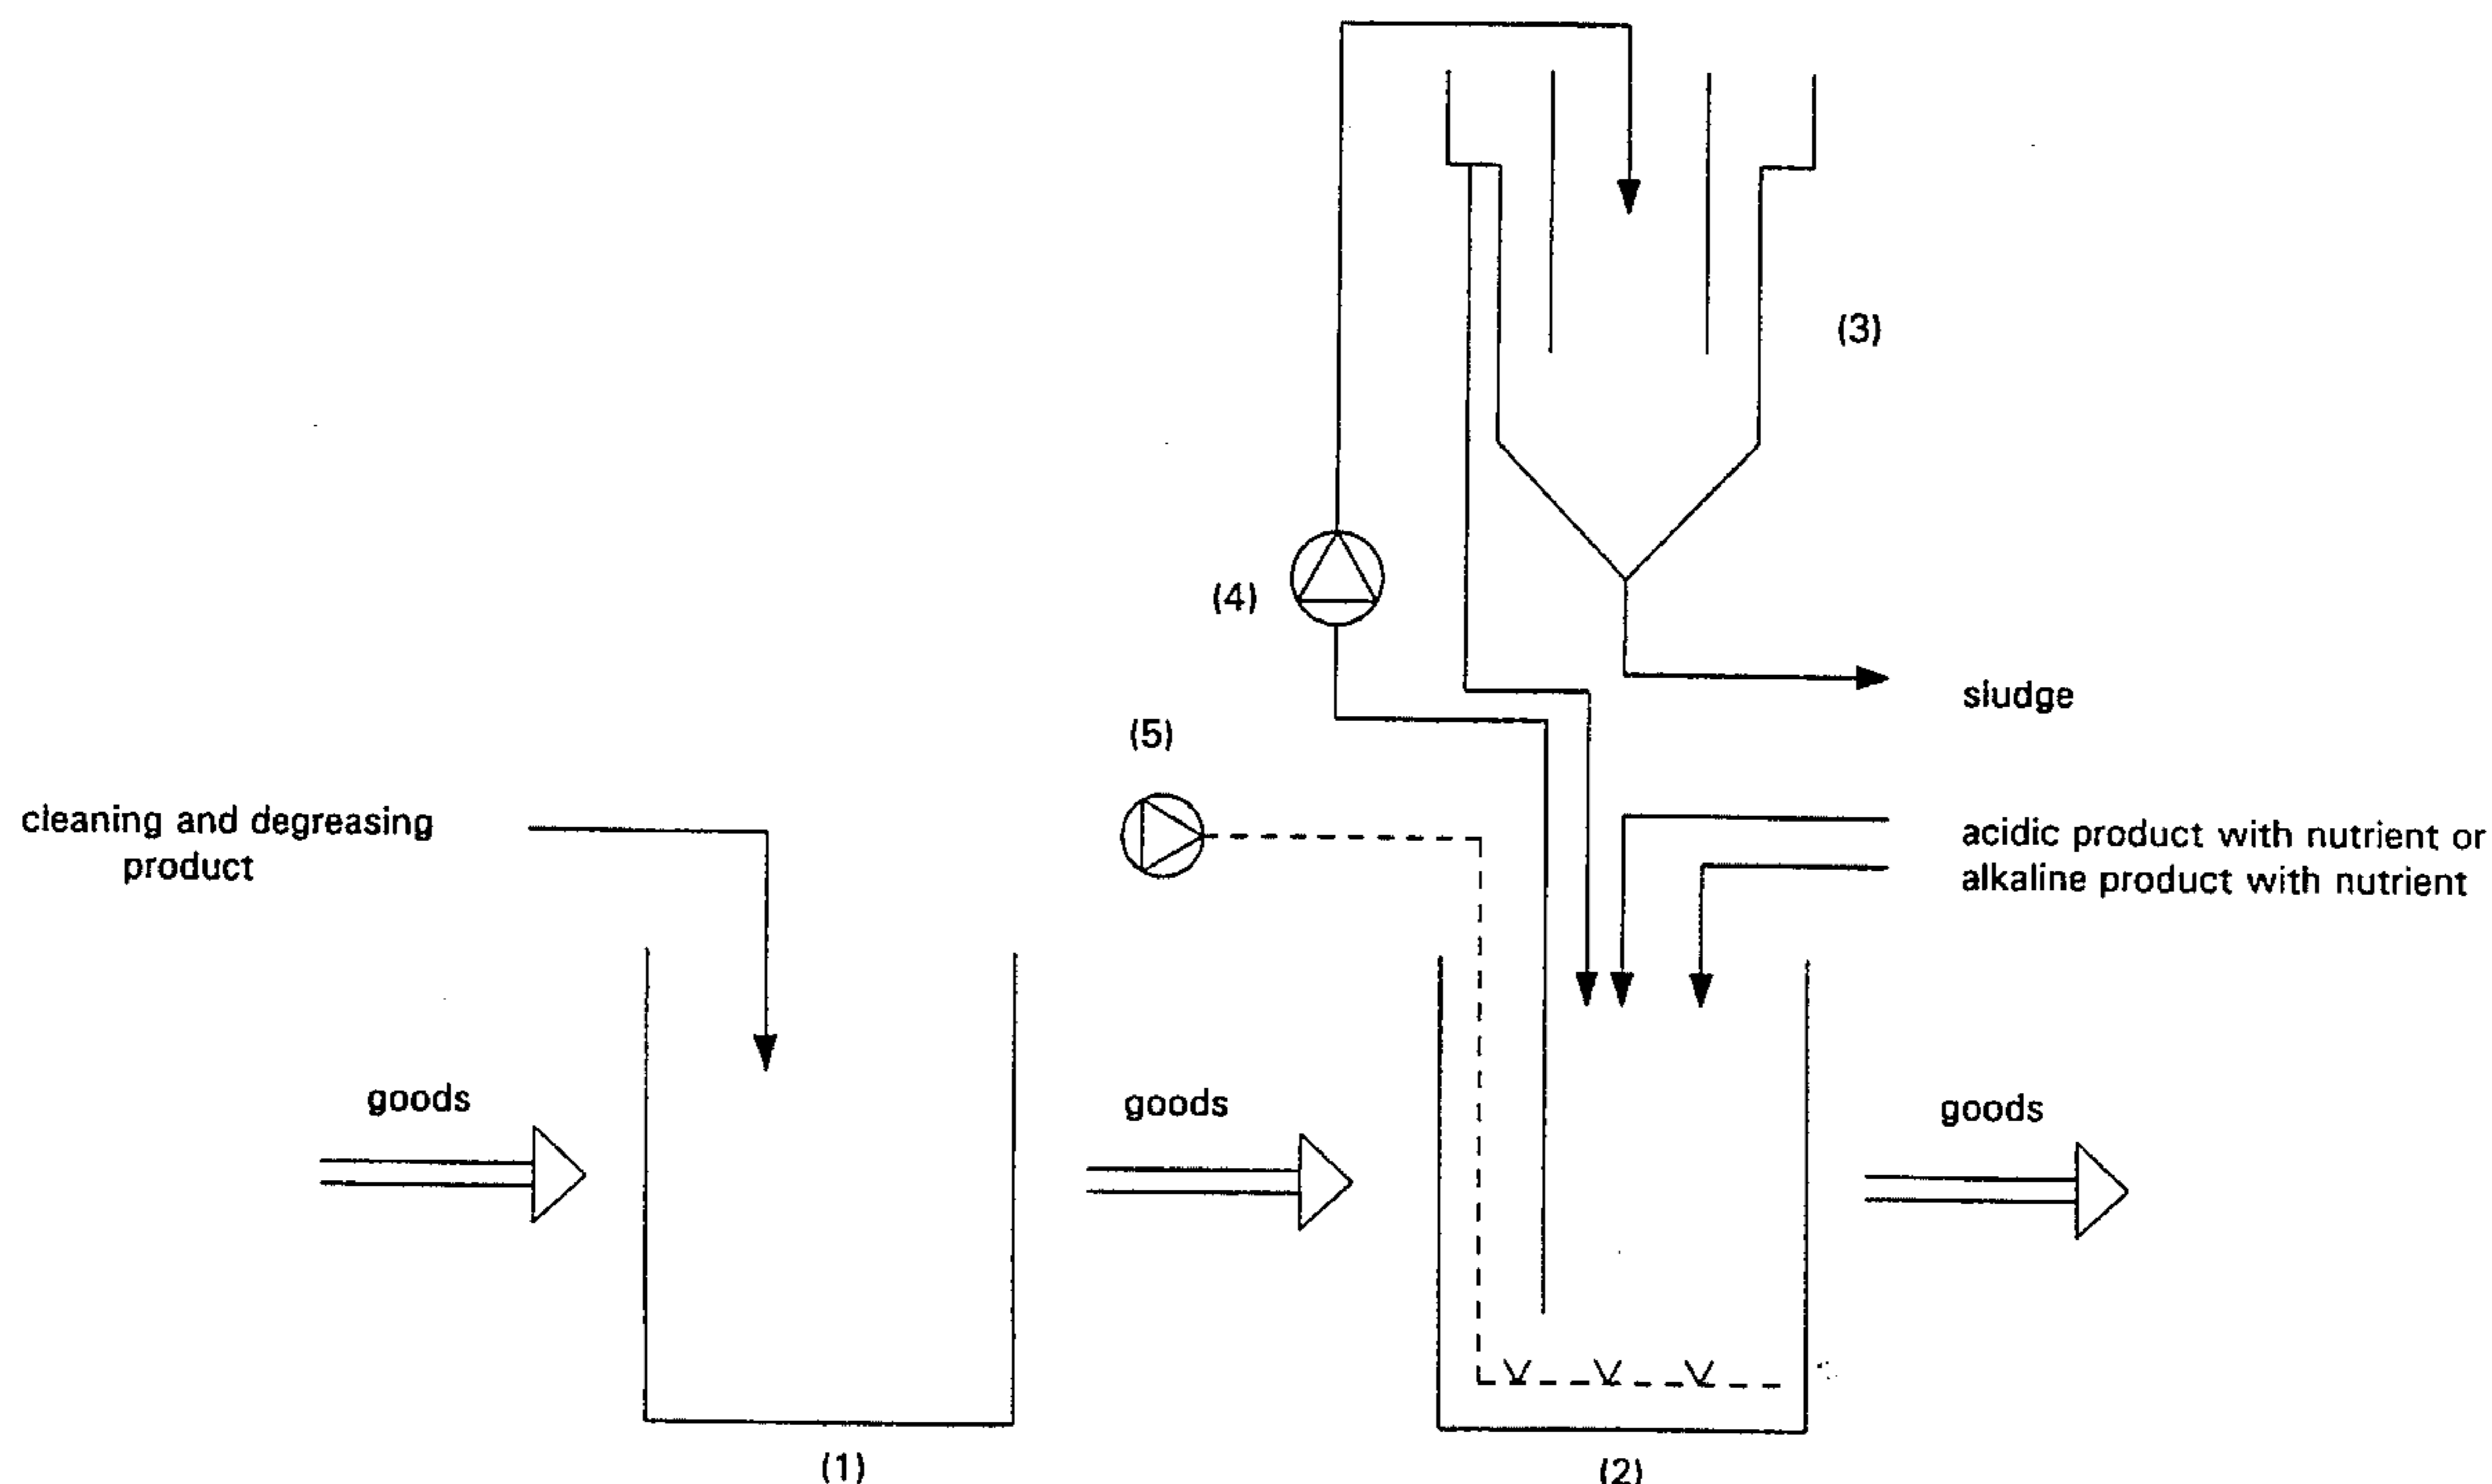 (3)
(4)
sludge
(5)
cleaning and degreasing
product
acidic product with nutrient or
alkaline product with nutrient
goods
goods
goods
(1)
(2)